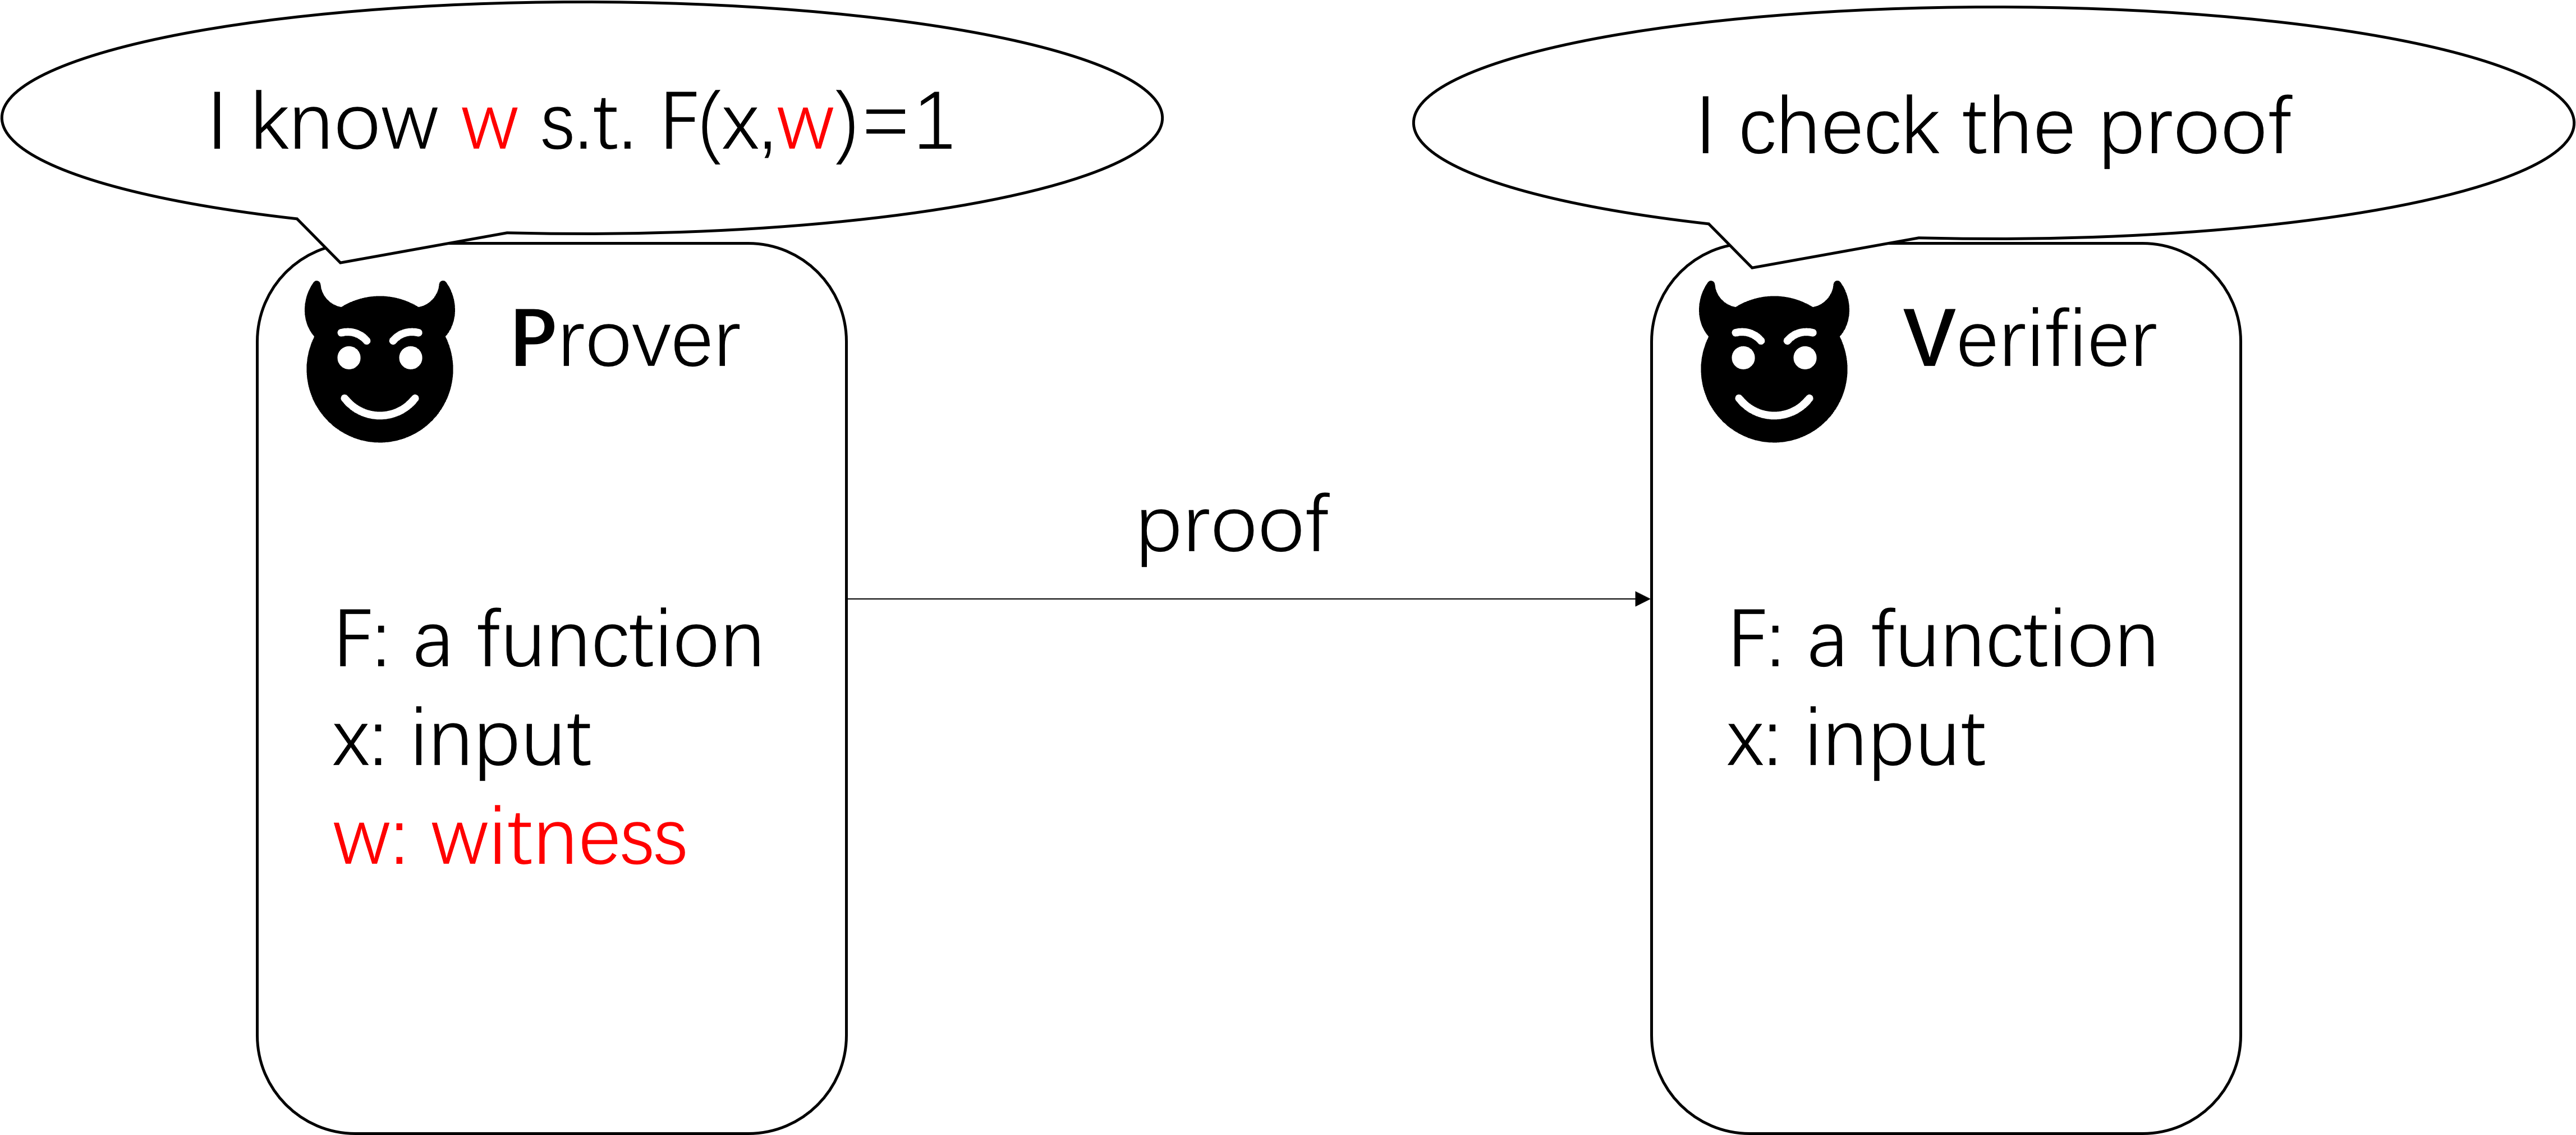 I know w s.t. F(x,w)=1
I check the proof
Prover
Verifier
proof
F: a function
x: input
w: witness
F: a function
x: input